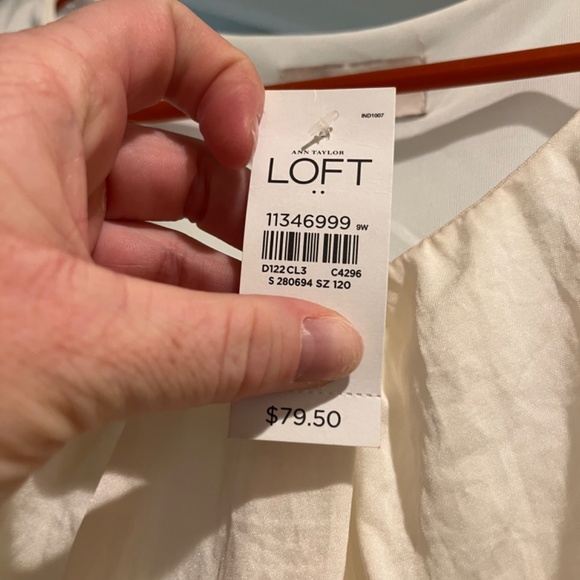 IND1007
ANN TAYLOR
LOFT
11346999 9W
D122 CL3 C4296
S 280694 SZ 120
$79.50